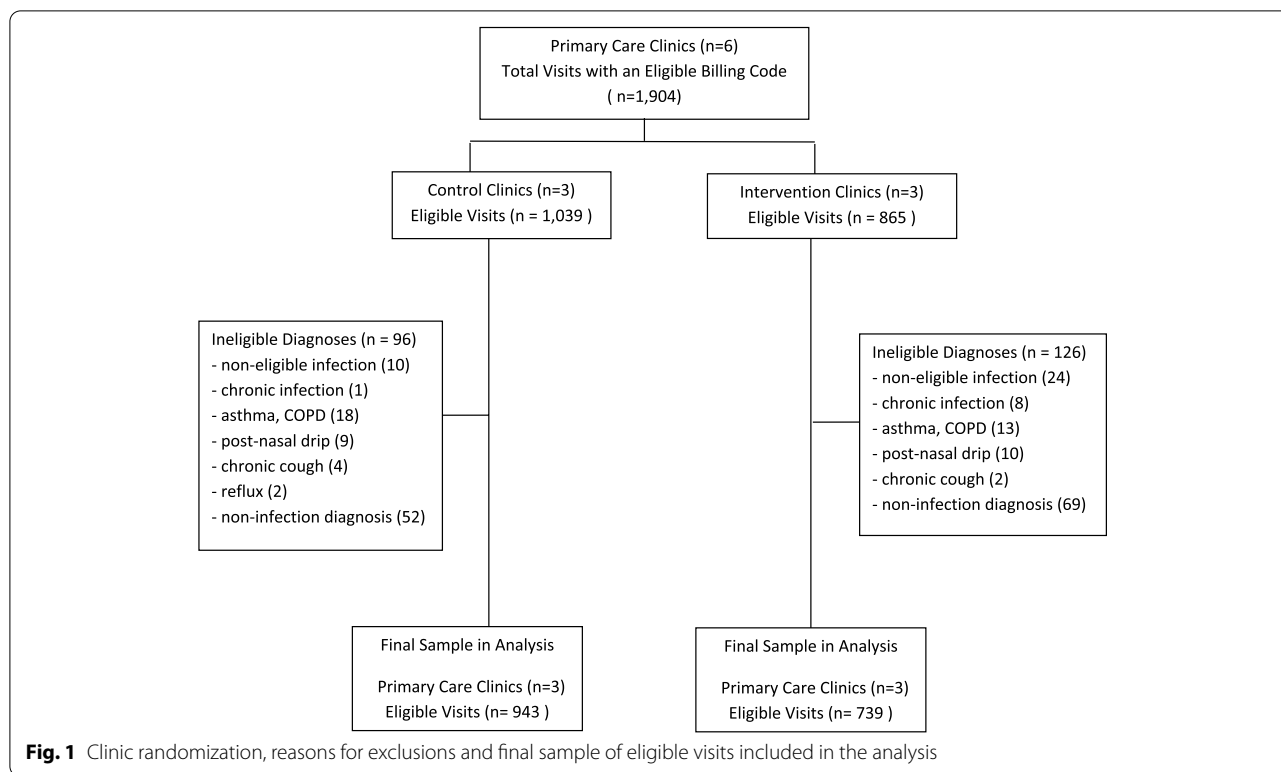 Primary Care Clinics (n=6)
Total Visits with an Eligible Billing Code
( n=1,904)
Control Clinics (n=3)
Eligible Visits (n = 1,039 )
Intervention Clinics (n=3)
Eligible Visits (n = 865 )
Ineligible Diagnoses (n = 96)
- non-eligible infection (10)
- chronic infection (1)
- asthma, COPD (18)
- post-nasal drip (9)
- chronic cough (4)
- reflux (2)
- non-infection diagnosis (52)
Ineligible Diagnoses (n = 126)
- non-eligible infection (24)
- chronic infection (8)
- asthma, COPD (13)
- post-nasal drip (10)
- chronic cough (2)
- non-infection diagnosis (69)
Final Sample in Analysis
Primary Care Clinics (n=3)
Eligible Visits (n= 943 )
Final Sample in Analysis
Primary Care Clinics (n=3)
Eligible Visits (n= 739 )
Fig. 1 Clinic randomization, reasons for exclusions and final sample of eligible visits included in the analysis